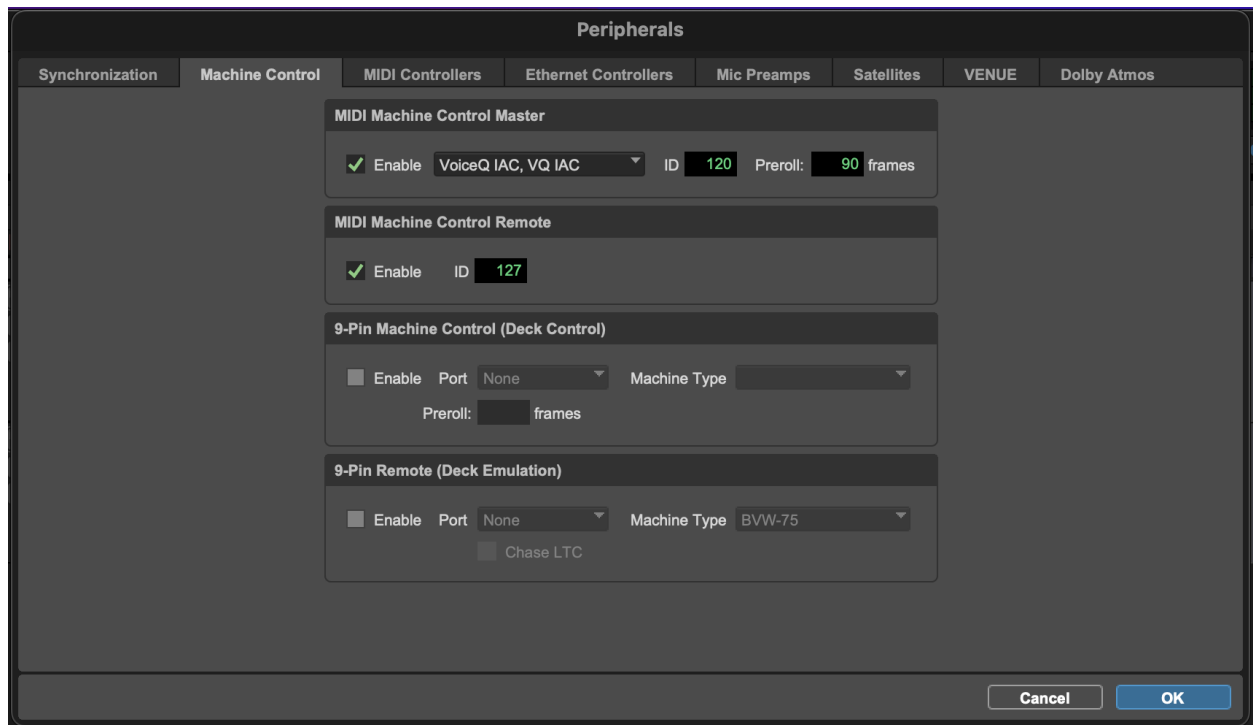 Peripherals
Synchronization Machine Control MIDI Controllers Ethernet Controllers Mic Preamps Satellites VENUE Dolby Atmos
MIDI Machine Control Master
Enable VoiceQ IAC, VQ IAC ID 120 Preroll: 90 frames
MIDI Machine Control Remote
Enable ID 127
9-Pin Machine Control (Deck Control)
Enable Port None Machine Type
Preroll: frames
9-Pin Remote (Deck Emulation)
Enable Port None Machine Type BVW-75
Chase LTC
Cancel OK